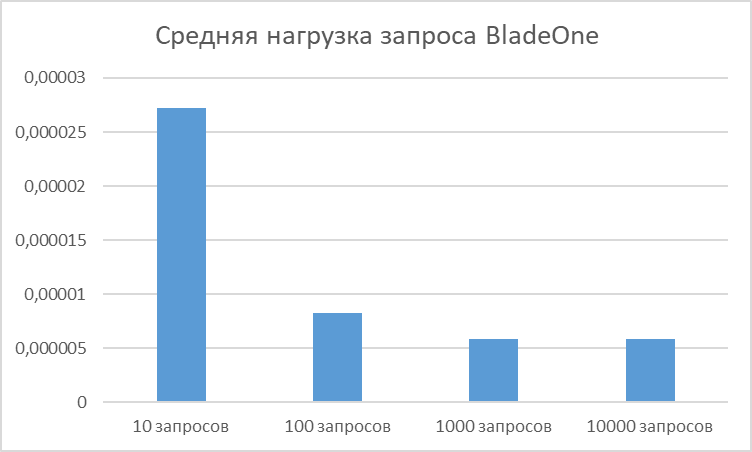 Средняя нагрузка запроса BladeOne
0,00003
0,000025
0,00002
0,000015
0,00001
0,000005
0
10 запросов
100 запросов
1000 запросов
10000 запросов